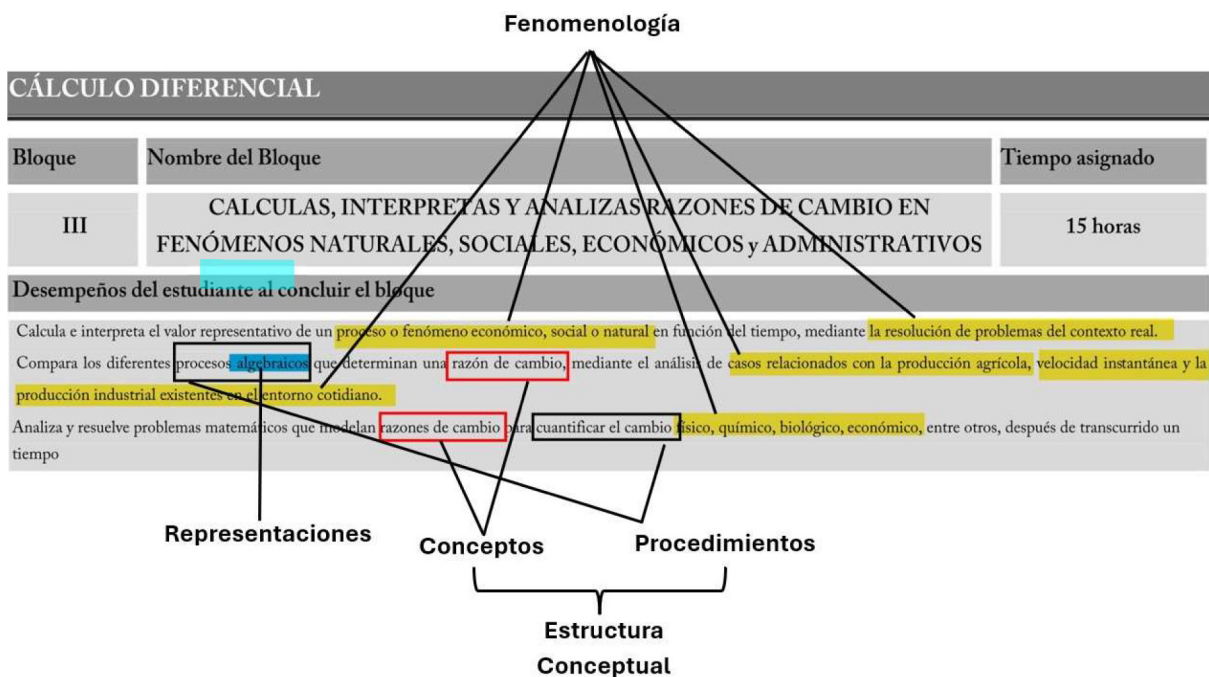 Fenomenología
CÁLCULO DIFERENCIAL
Bloque
Nombre del Bloque
Tiempo asignado
III
CALCULAS, INTERPRETAS Y ANALIZAS RAZONES DE CAMBIO EN
FENÓMENOS NATURALES, SOCIALES, ECONÓMICOS y ADMINISTRATIVOS
15 horas
Desempeños del estudiante al concluir el bloque
Calcula e interpreta el valor representativo de un proceso o fenómeno económico, social o natural en función del tiempo, mediante la resolución de problemas del contexto real.
Compara los diferentes procesos algebraicos que determinan una razón de cambio, mediante el análisis de casos relacionados con la producción agrícola, velocidad instantánea y la
producción industrial existentes en el entorno cotidiano.
Analiza y resuelve problemas matemáticos que modelan razones de cambio para cuantificar el cambio físico, químico, biológico, económico, entre otros, después de transcurrido un
tiempo
Representaciones
Conceptos
Procedimientos
Estructura
Conceptual